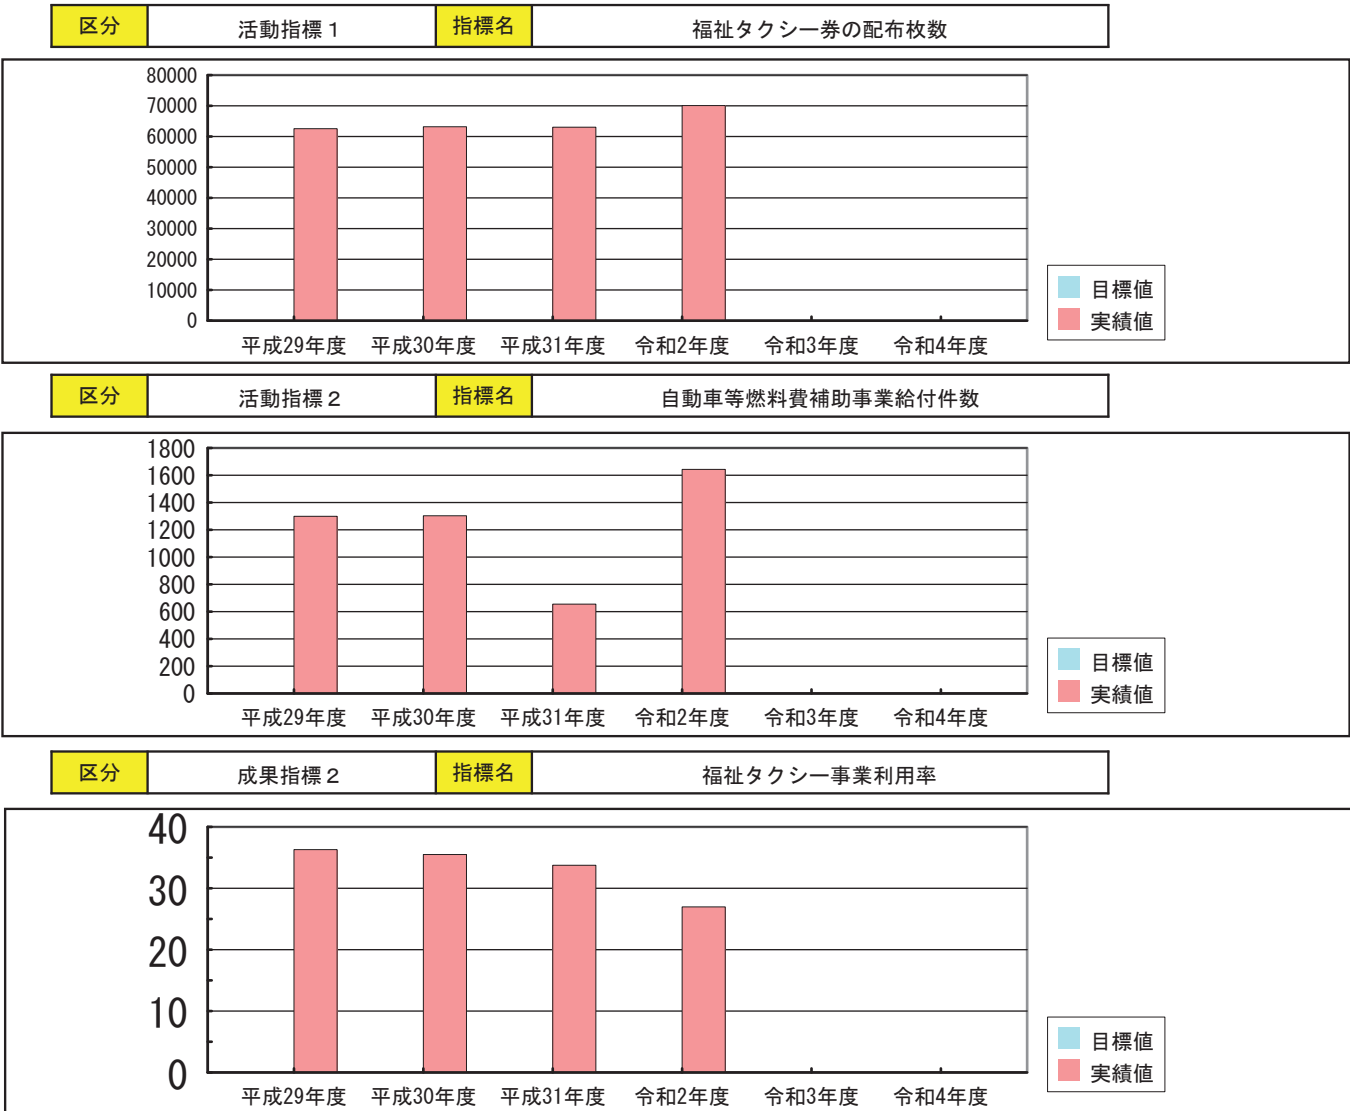 区分 活動指標１ 指標名 福祉タクシー券の配布枚数
80000
70000
60000
50000
40000
30000
20000
10000
0
平成29年度 平成30年度 平成31年度 令和2年度 令和3年度 令和4年度
目標値
実績値
区分 活動指標２ 指標名 自動車等燃料費補助事業給付件数
1800
1600
1400
1200
1000
800
600
400
200
0
平成29年度 平成30年度 平成31年度 令和2年度 令和3年度 令和4年度
目標値
実績値
区分 成果指標２ 指標名 福祉タクシー事業利用率
40
30
20
10
0
平成29年度 平成30年度 平成31年度 令和2年度 令和3年度 令和4年度
目標値
実績値